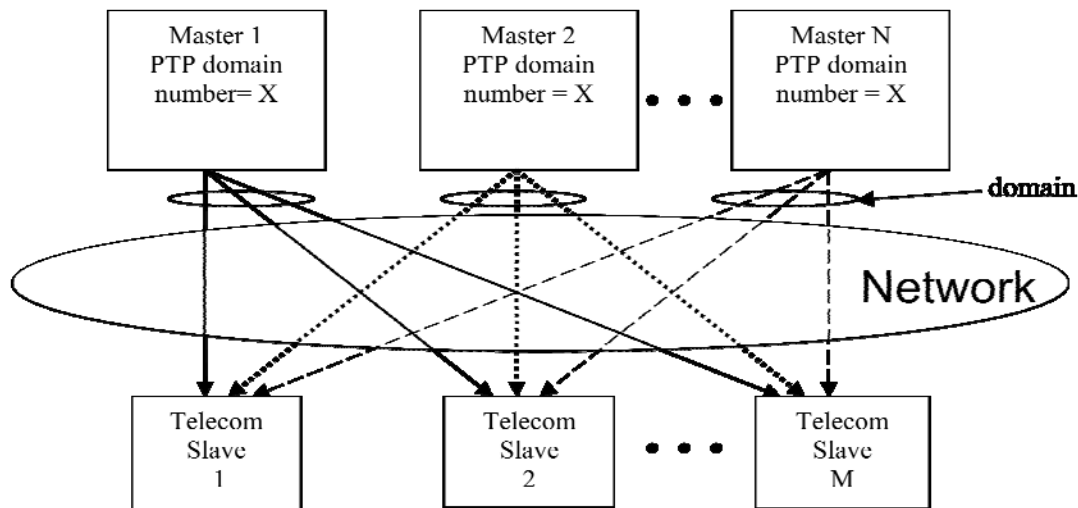 Master 1
PTP domain
number= X
Master 2
PTP domain
number = X
Master N
PTP domain
number = X
domain
Network
Telecom
Slave
1
Telecom
Slave
2
Telecom
Slave
M